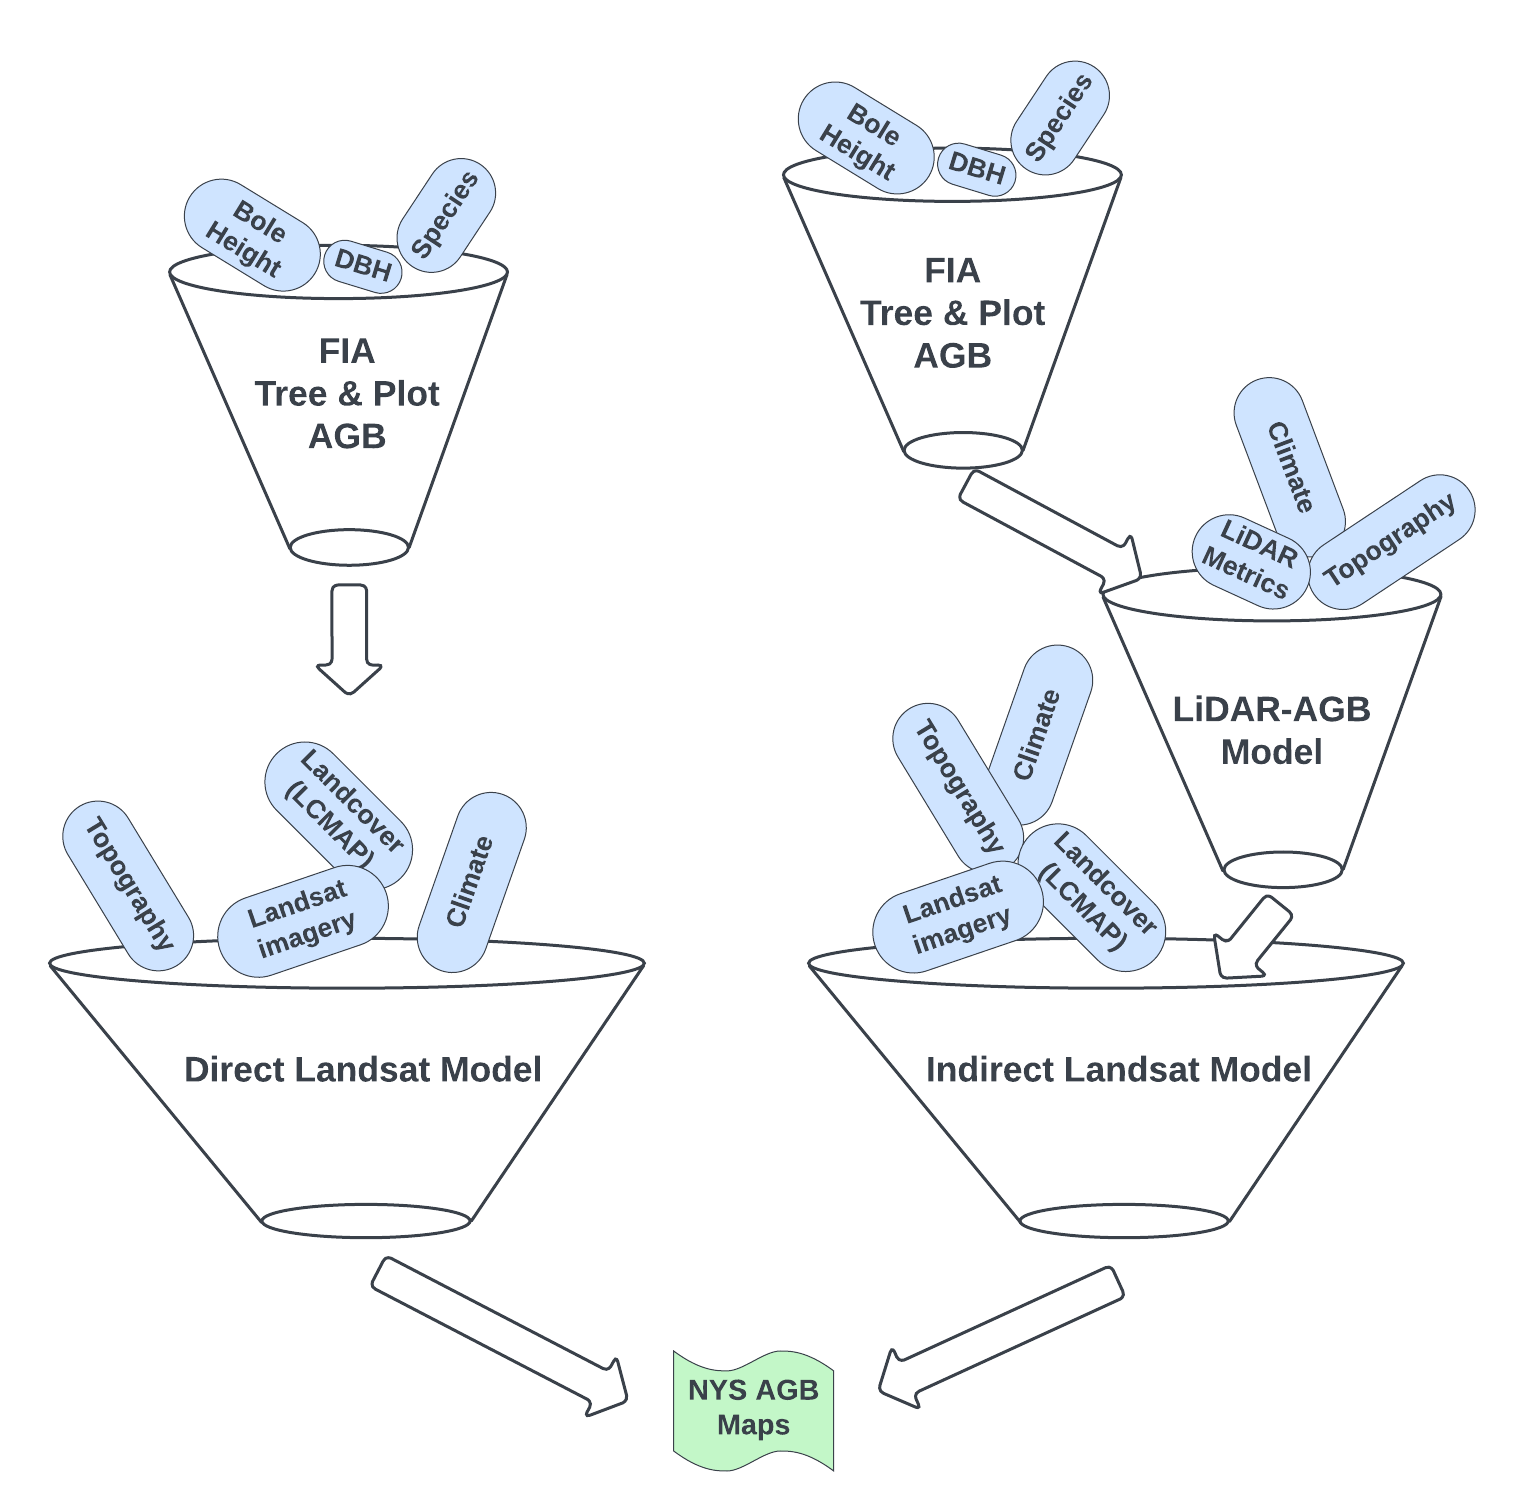 Bole
Height
DBH
Species
FIA
Tree & Plot
AGB
Topography
Landcover
(LCMAP)
Landsat
imagery
Climate
Direct Landsat Model
Bole
Height
DBH
Species
FIA
Tree & Plot
AGB
Climate
LiDAR
Metrics
Topography
LiDAR-AGB
Model
Topography
Climate
Landsat
imagery
Landcover
(LCMAP)
Indirect Landsat Model
NYS AGB
Maps